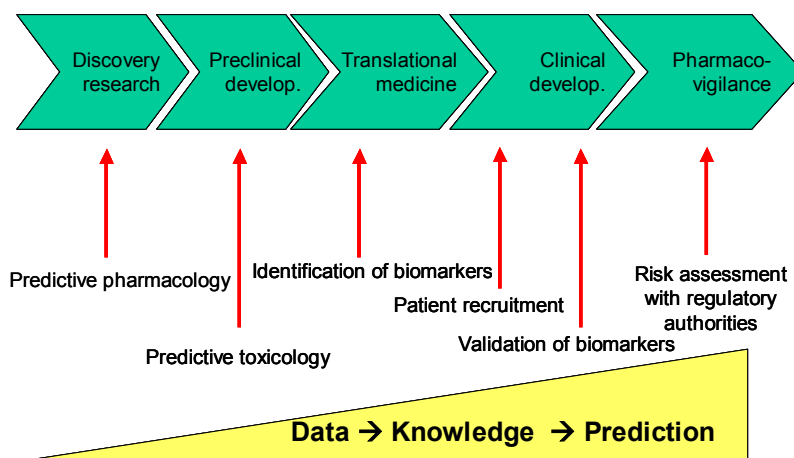 Discovery
research
Preclinical
develop.
Translational
medicine
Clinical
develop.
Pharmaco-
vigilance
Predictive pharmacology
Identification of biomarkers
Patient recruitment
Risk assessment
with regulatory
authorities
Predictive toxicology
Validation of biomarkers
Data → Knowledge → Prediction